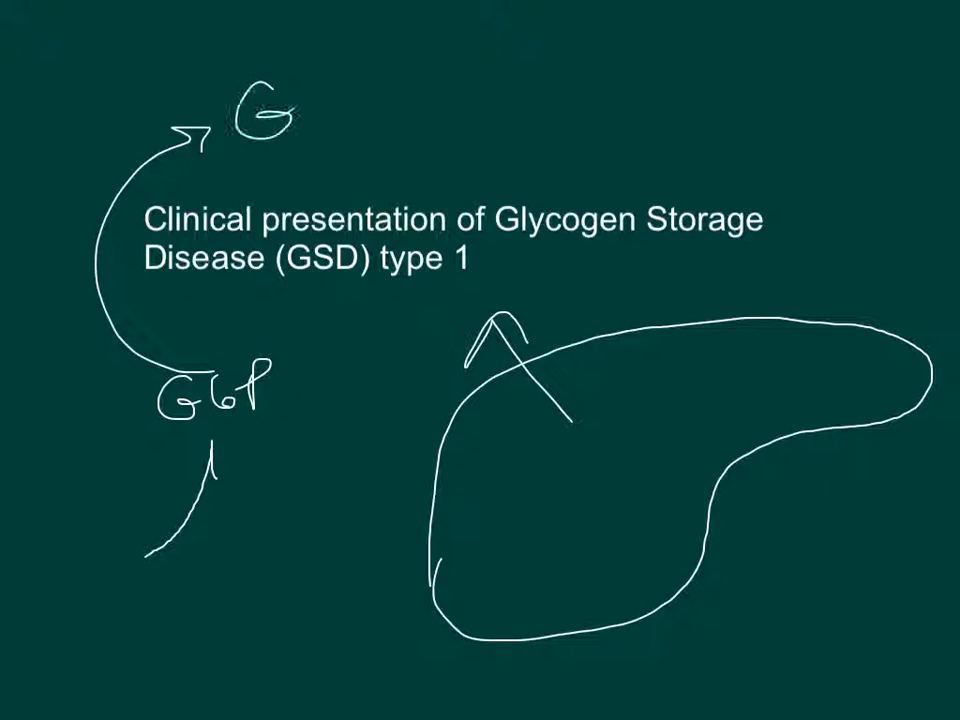 G
Clinical presentation of Glycogen Storage
Disease (GSD) type 1
G6P